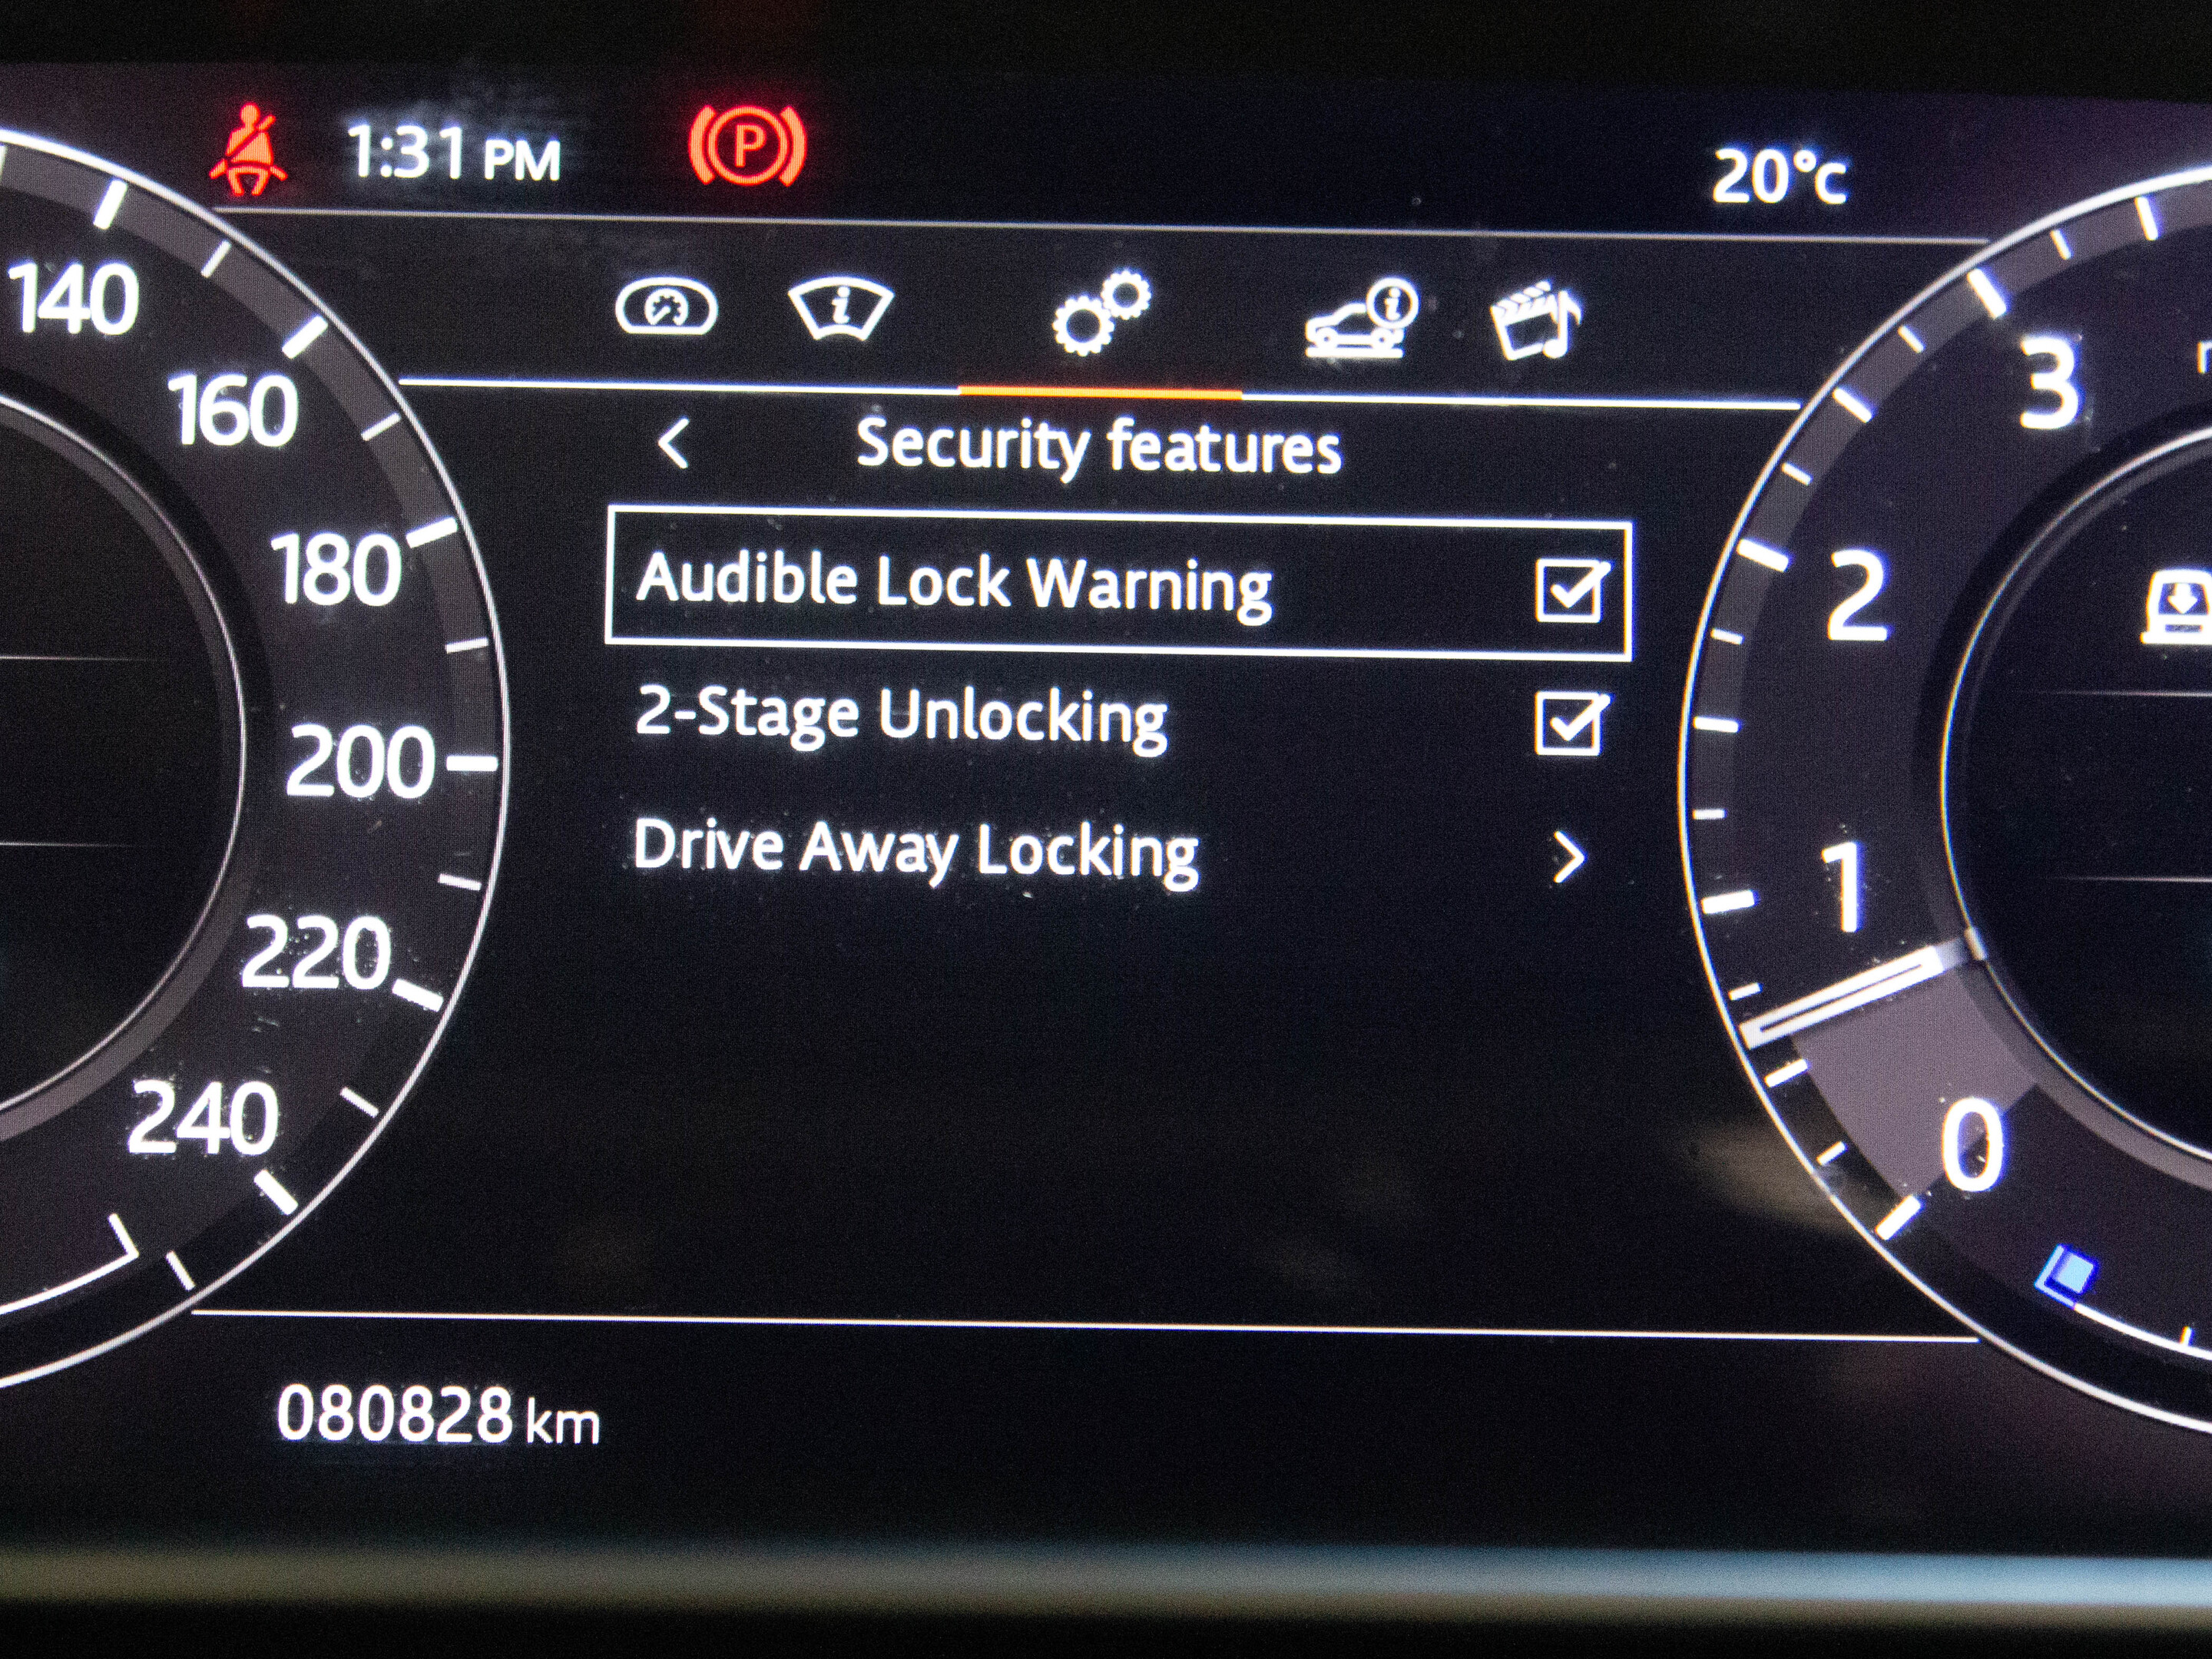 1:31 PM
P
20°C
i
i
Security features
Audible Lock Warning
2-Stage Unlocking
Drive Away Locking
140
160
180
200
220
240
3
2
1
0
080828 km